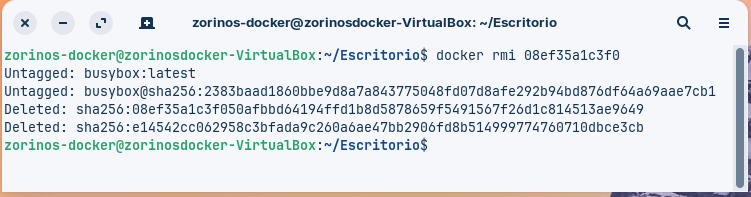 zorinos-docker@zorinosdocker-VirtualBox: ~/Escritorio
zorinos-docker@zorinosdocker-VirtualBox:~/Escritorio$ docker rmi 08ef35a1c3f0
Untagged: busybox:latest
Untagged: busybox@sha256:2383baad1860bbe9d8a7a843775048fd07d8afe292b94bd876df64a69aae7cb1
Deleted: sha256:08ef35a1c3f050afbbd64194ffd1b8d5878659f5491567f26d1c814513ae9649
Deleted: sha256:e14542cc062958c3bfada9c260a6ae47bb2906fd8b514999774760710dbce3cb
zorinos-docker@zorinosdocker-VirtualBox:~/Escritorio$